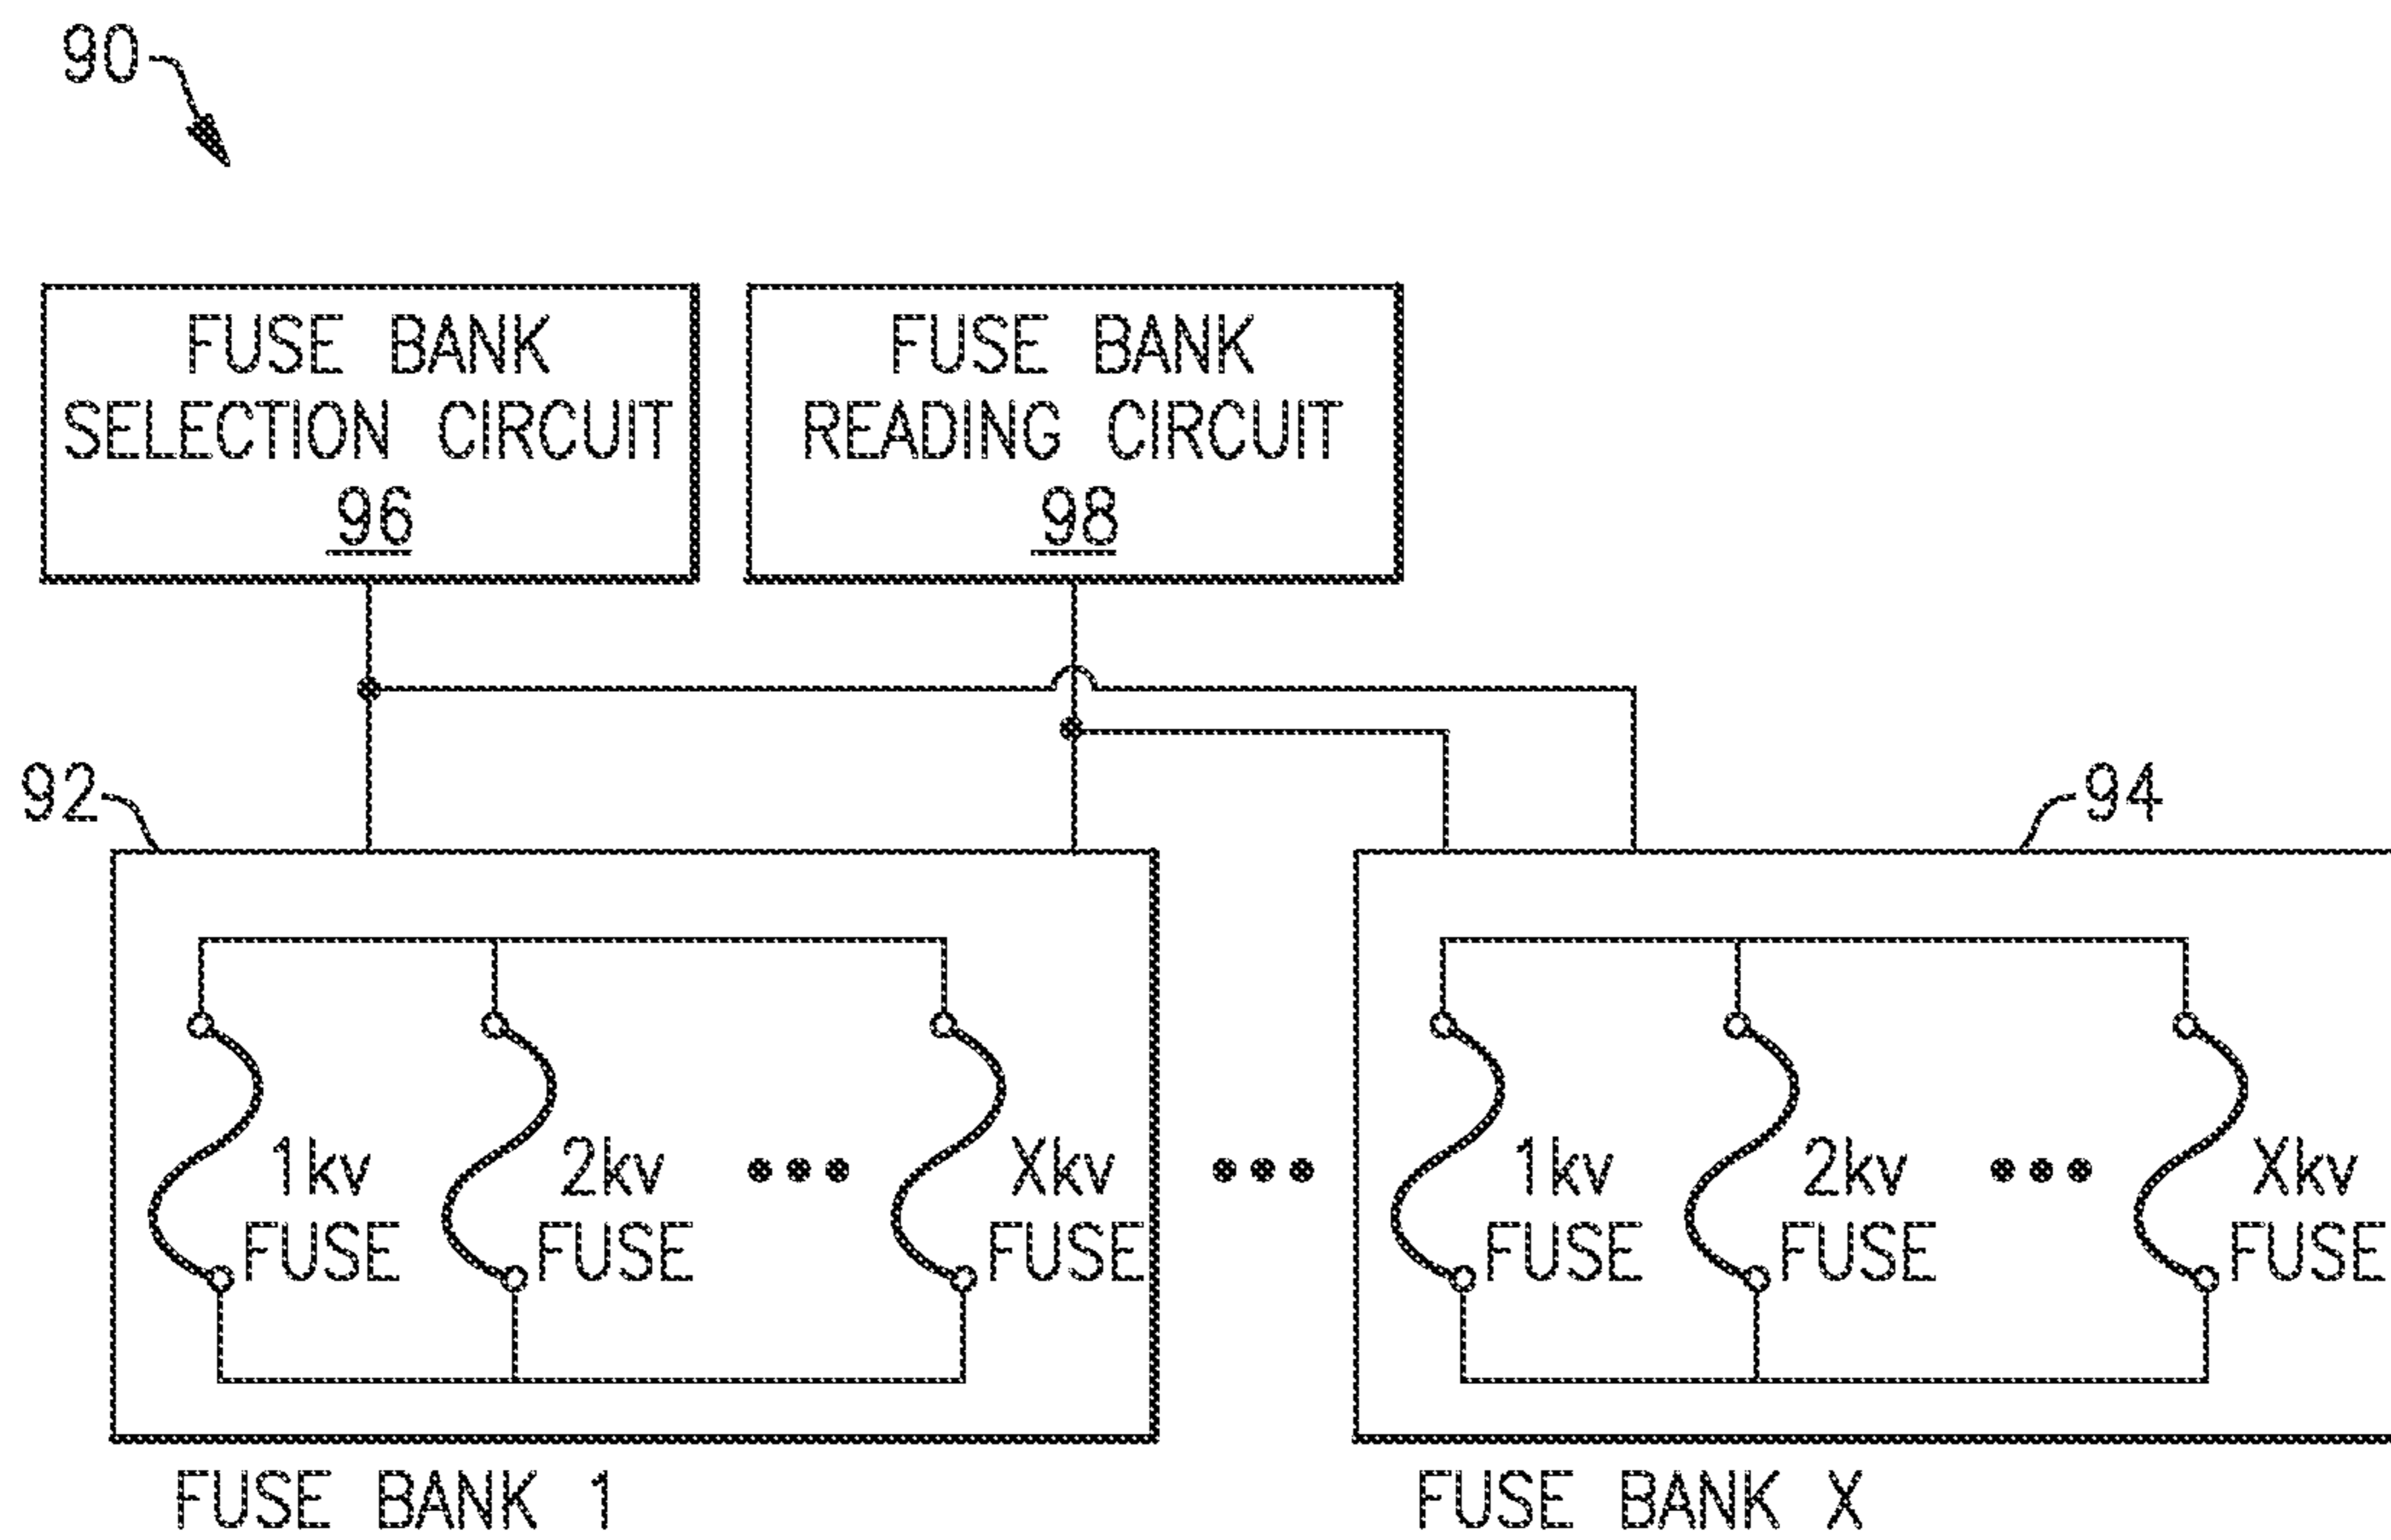 90
FUSE BANK
SELECTION CIRCUIT
96
FUSE BANK
READING CIRCUIT
98
92
94
1kv
FUSE
2kv
FUSE
Xkv
FUSE
1kv
FUSE
2kv
FUSE
Xkv
FUSE
FUSE BANK 1
FUSE BANK X